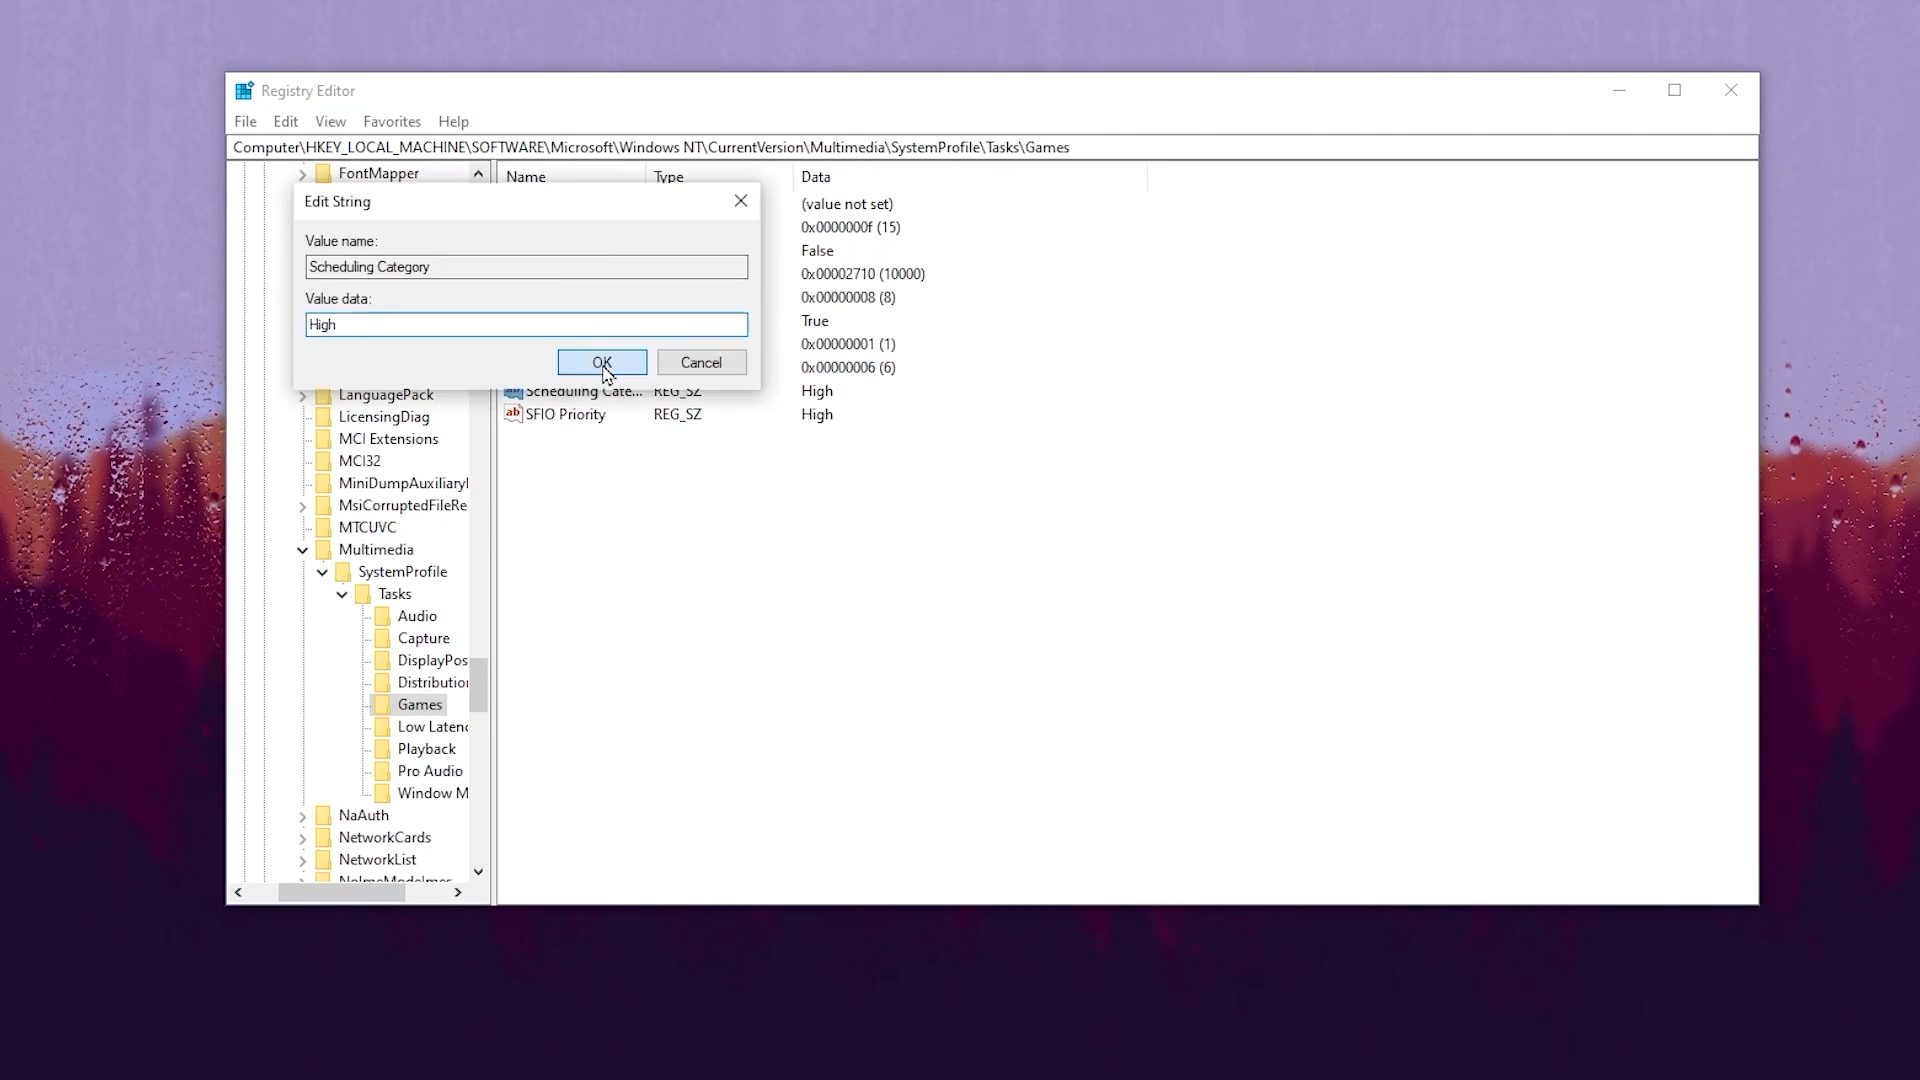 Registry Editor
File Edit View Favorites Help
Computer\HKEY_LOCAL_MACHINE\SOFTWARE\Microsoft\Windows NT\CurrentVersion\Multimedia\SystemProfile\Tasks\Games
FontMapper
Name Type Data
Edit String
Value name:
Scheduling Category
Value data:
High
OK Cancel
(value not set)
0x0000000f (15)
False
0x00002710 (10000)
0x00000008 (8)
True
0x00000001 (1)
0x00000006 (6)
Scheduling Cate... REG_SZ High
SFIO Priority REG_SZ High
LanguagePack
LicensingDiag
MCI Extensions
MCI32
MiniDumpAuxiliary
MsiCorruptedFileRe
MTCUVC
Multimedia
SystemProfile
Tasks
Audio
Capture
DisplayPos
Distribution
Games
Low Latenc
Playback
Pro Audio
Window M
NaAuth
NetworkCards
NetworkList